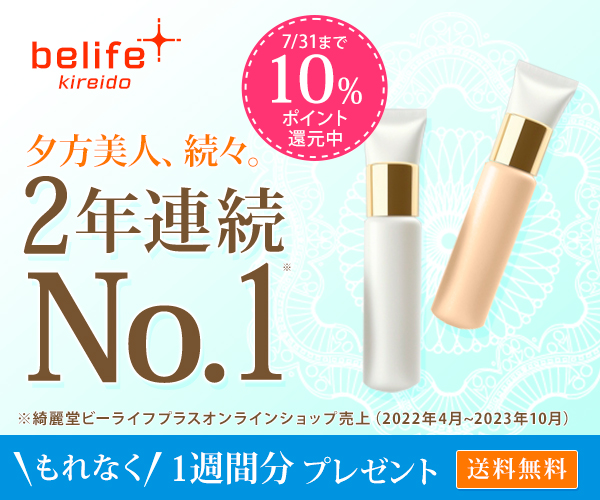 belife
kireido
7/31まで
10%
ポイント
還元中
夕方美人、続々。
2年連続
No.1※
※綺麗堂ビーライフプラスオンラインショップ売上（2022年4月~2023年10月）
\もれなく/ 1週間分 プレゼント 送料無料